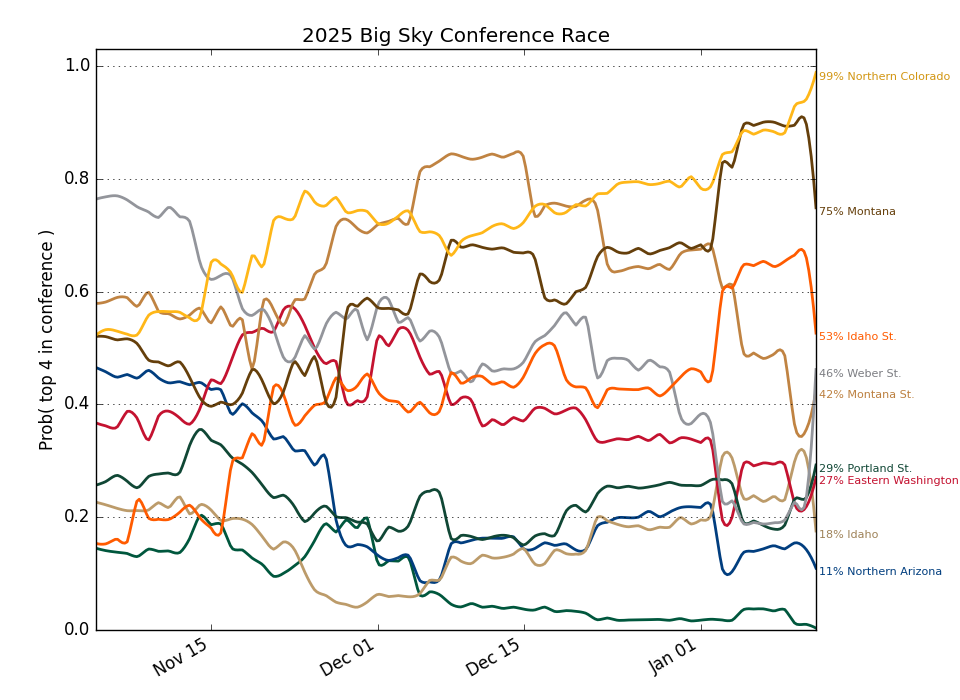 2025 Big Sky Conference Race
Prob( top 4 in conference )
1.0
0.8
0.6
0.4
0.2
0.0
Nov 15
Dec 01
Dec 15
Jan 01
99% Northern Colorado
75% Montana
53% Idaho St.
46% Weber St.
42% Montana St.
29% Portland St.
27% Eastern Washington
18% Idaho
11% Northern Arizona